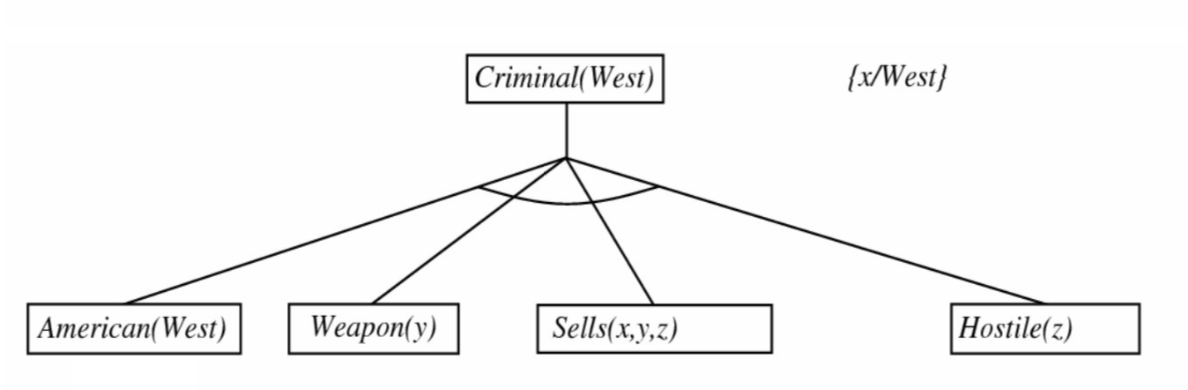 Criminal(West)
{x/West}
American(West)
Weapon(y)
Sells(x,y,z)
Hostile(z)